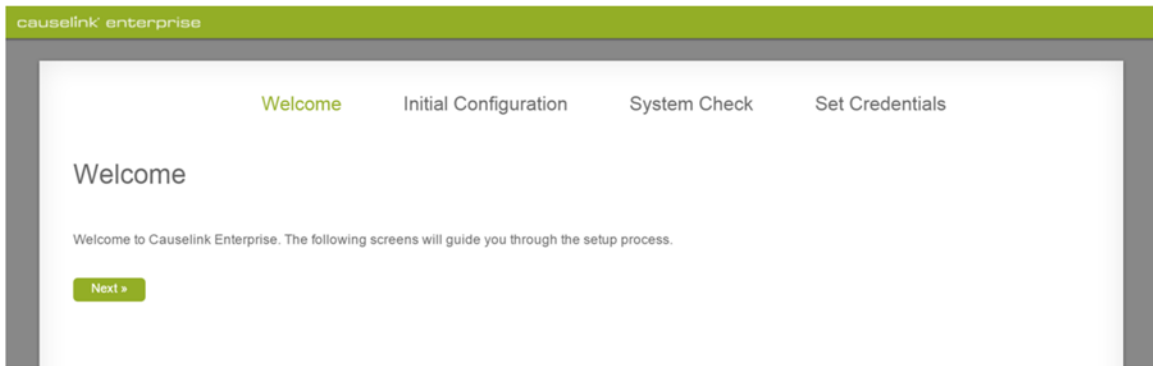 causelink' enterprise
Welcome Initial Configuration System Check Set Credentials
Welcome
Welcome to Causelink Enterprise. The following screens will guide you through the setup process.
Next »